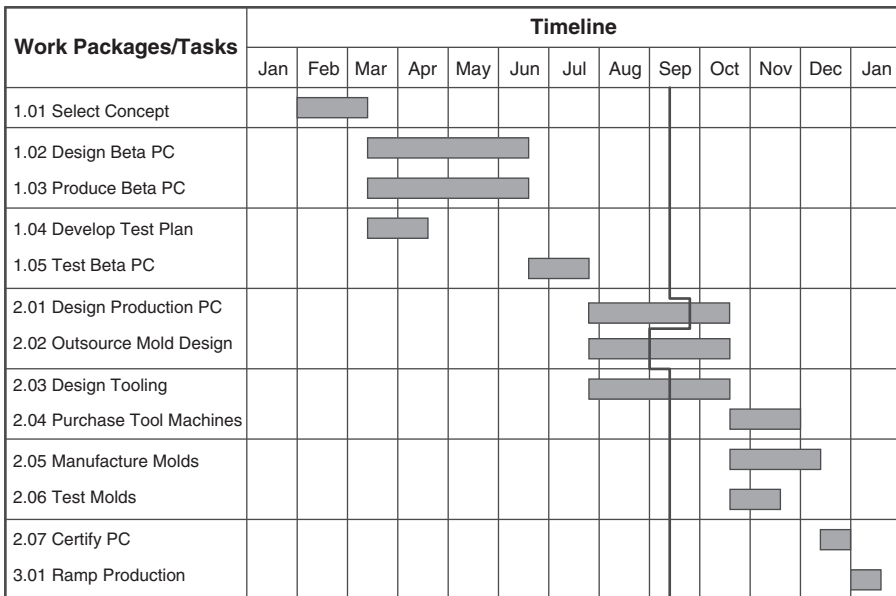 Work Packages/Tasks
Timeline
Jan Feb Mar Apr May Jun Jul Aug Sep Oct Nov Dec Jan
1.01 Select Concept
1.02 Design Beta PC
1.03 Produce Beta PC
1.04 Develop Test Plan
1.05 Test Beta PC
2.01 Design Production PC
2.02 Outsource Mold Design
2.03 Design Tooling
2.04 Purchase Tool Machines
2.05 Manufacture Molds
2.06 Test Molds
2.07 Certify PC
3.01 Ramp Production